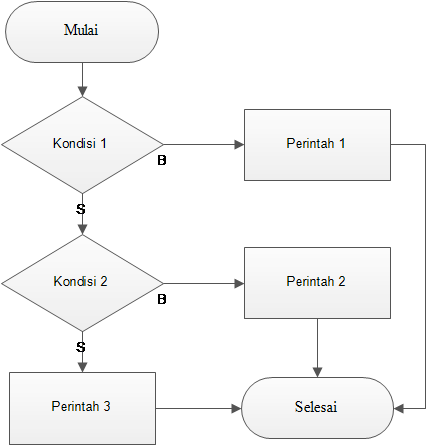 Mulai
Kondisi 1
B
Perintah 1
S
Kondisi 2
B
Perintah 2
S
Perintah 3
Selesai